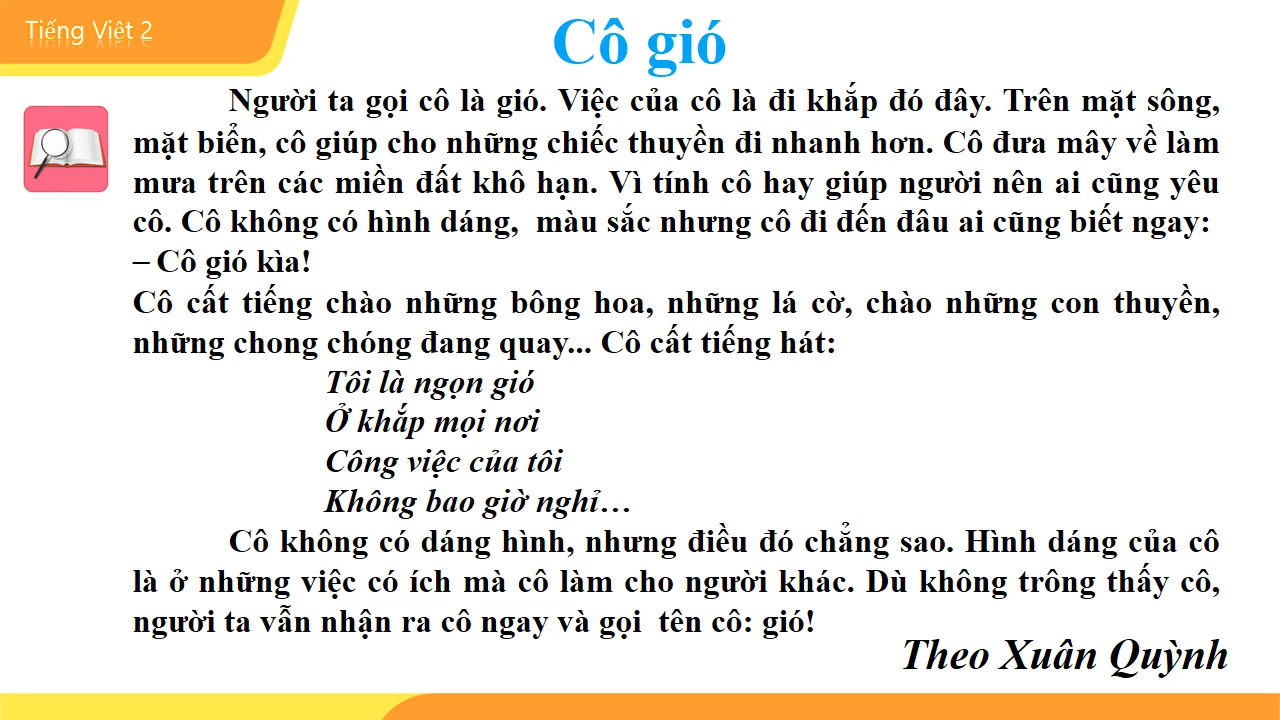 Tiếng Việt 2
Cô gió
Người ta gọi cô là gió. Việc của cô là đi khắp đó đây. Trên mặt sông,
mặt biển, cô giúp cho những chiếc thuyền đi nhanh hơn. Cô đưa mây về làm
mưa trên các miền đất khô hạn. Vì tính cô hay giúp người nên ai cũng yêu
cô. Cô không có hình dáng, màu sắc nhưng cô đi đến đâu ai cũng biết ngay:
– Cô gió kìa!
Cô cất tiếng chào những bông hoa, những lá cờ, chào những con thuyền,
những chong chóng đang quay... Cô cất tiếng hát:
Tôi là ngọn gió
Ở khắp mọi nơi
Công việc của tôi
Không bao giờ nghỉ…
Cô không có dáng hình, nhưng điều đó chẳng sao. Hình dáng của cô
là ở những việc có ích mà cô làm cho người khác. Dù không trông thấy cô,
người ta vẫn nhận ra cô ngay và gọi tên cô: gió!
Theo Xuân Quỳnh